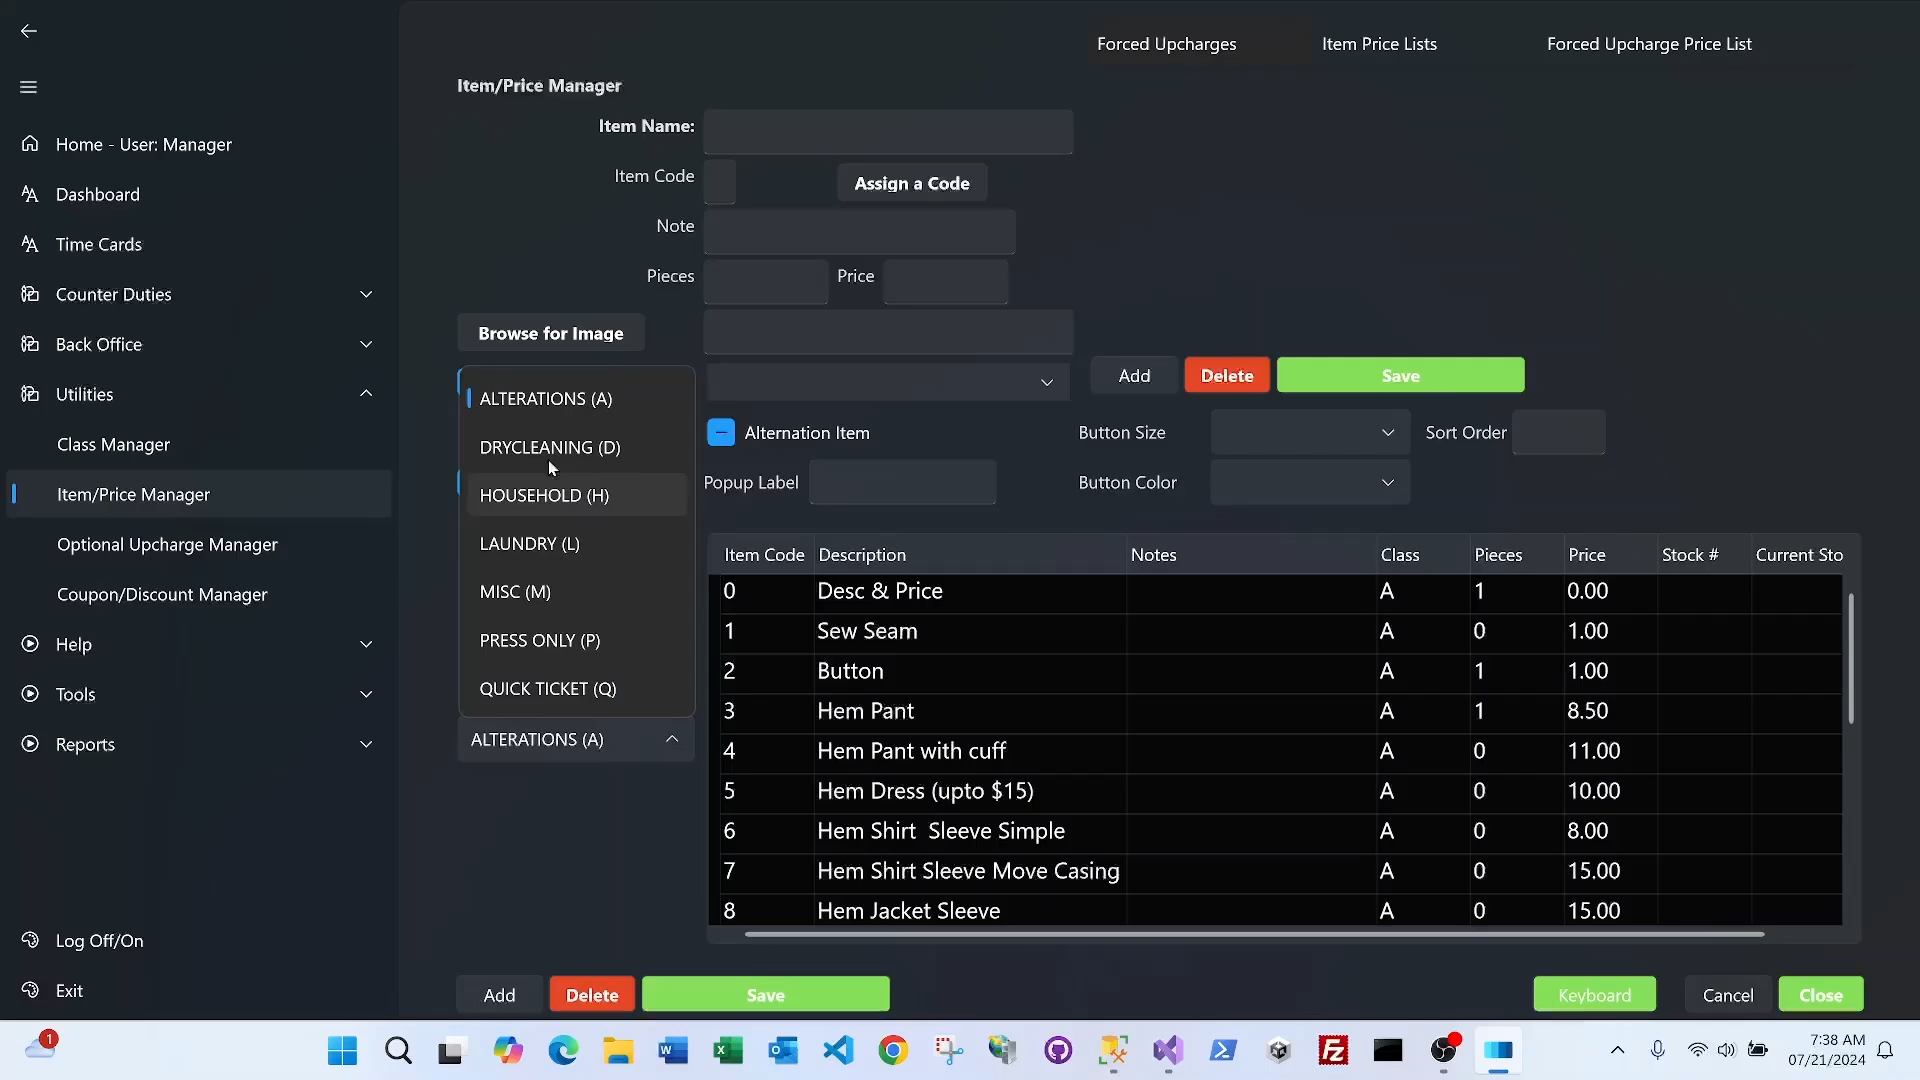 Forced Upcharges Item Price Lists Forced Upcharge Price List
Item/Price Manager
Item Name:
Item Code Assign a Code
Note
Pieces Price
Browse for Image
Add Delete Save
Alternation Item Button Size Sort Order
Popup Label Button Color
Home - User: Manager
Dashboard
Time Cards
Counter Duties
Back Office
Utilities
Class Manager
Item/Price Manager
Optional Upcharge Manager
Coupon/Discount Manager
Help
Tools
Reports
Log Off/On
Exit
ALTERATIONS (A)
DRYCLEANING (D)
HOUSEHOLD (H)
LAUNDRY (L)
MISC (M)
PRESS ONLY (P)
QUICK TICKET (Q)
ALTERATIONS (A)
Item Code Description Notes Class Pieces Price Stock # Current Sto
0 Desc & Price A 1 0.00
1 Sew Seam A 0 1.00
2 Button A 1 1.00
3 Hem Pant A 1 8.50
4 Hem Pant with cuff A 0 11.00
5 Hem Dress (upto $15) A 0 10.00
6 Hem Shirt  Sleeve Simple A 0 8.00
7 Hem Shirt Sleeve Move Casing A 0 15.00
8 Hem Jacket Sleeve A 0 15.00
Add Delete Save Keyboard Cancel Close
1
7:38 AM
07/21/2024